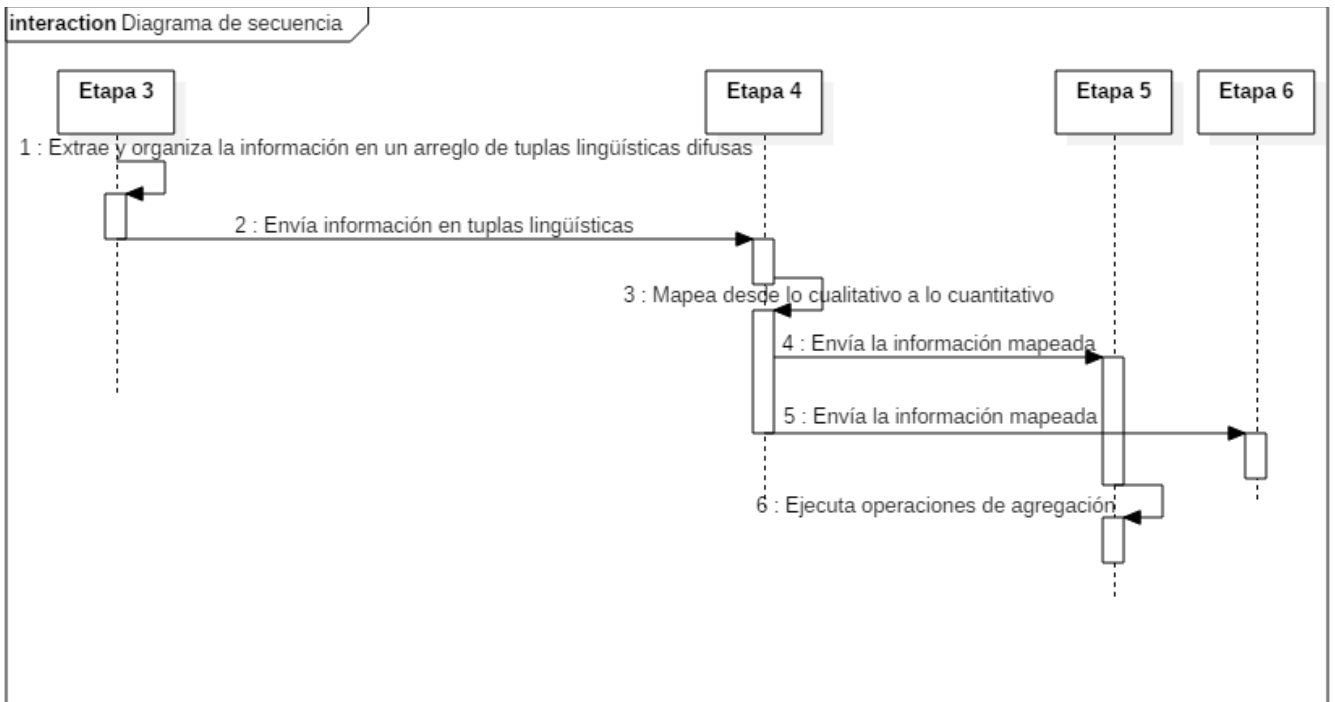 interaction Diagrama de secuencia
Etapa 3
Etapa 4
Etapa 5
Etapa 6
1 : Extrae y organiza la información en un arreglo de tuplas lingüísticas difusas
2 : Envía información en tuplas lingüísticas
3 : Mapea desde lo cualitativo a lo cuantitativo
4 : Envía la información mapeada
5 : Envía la información mapeada
6 : Ejecuta operaciones de agregación